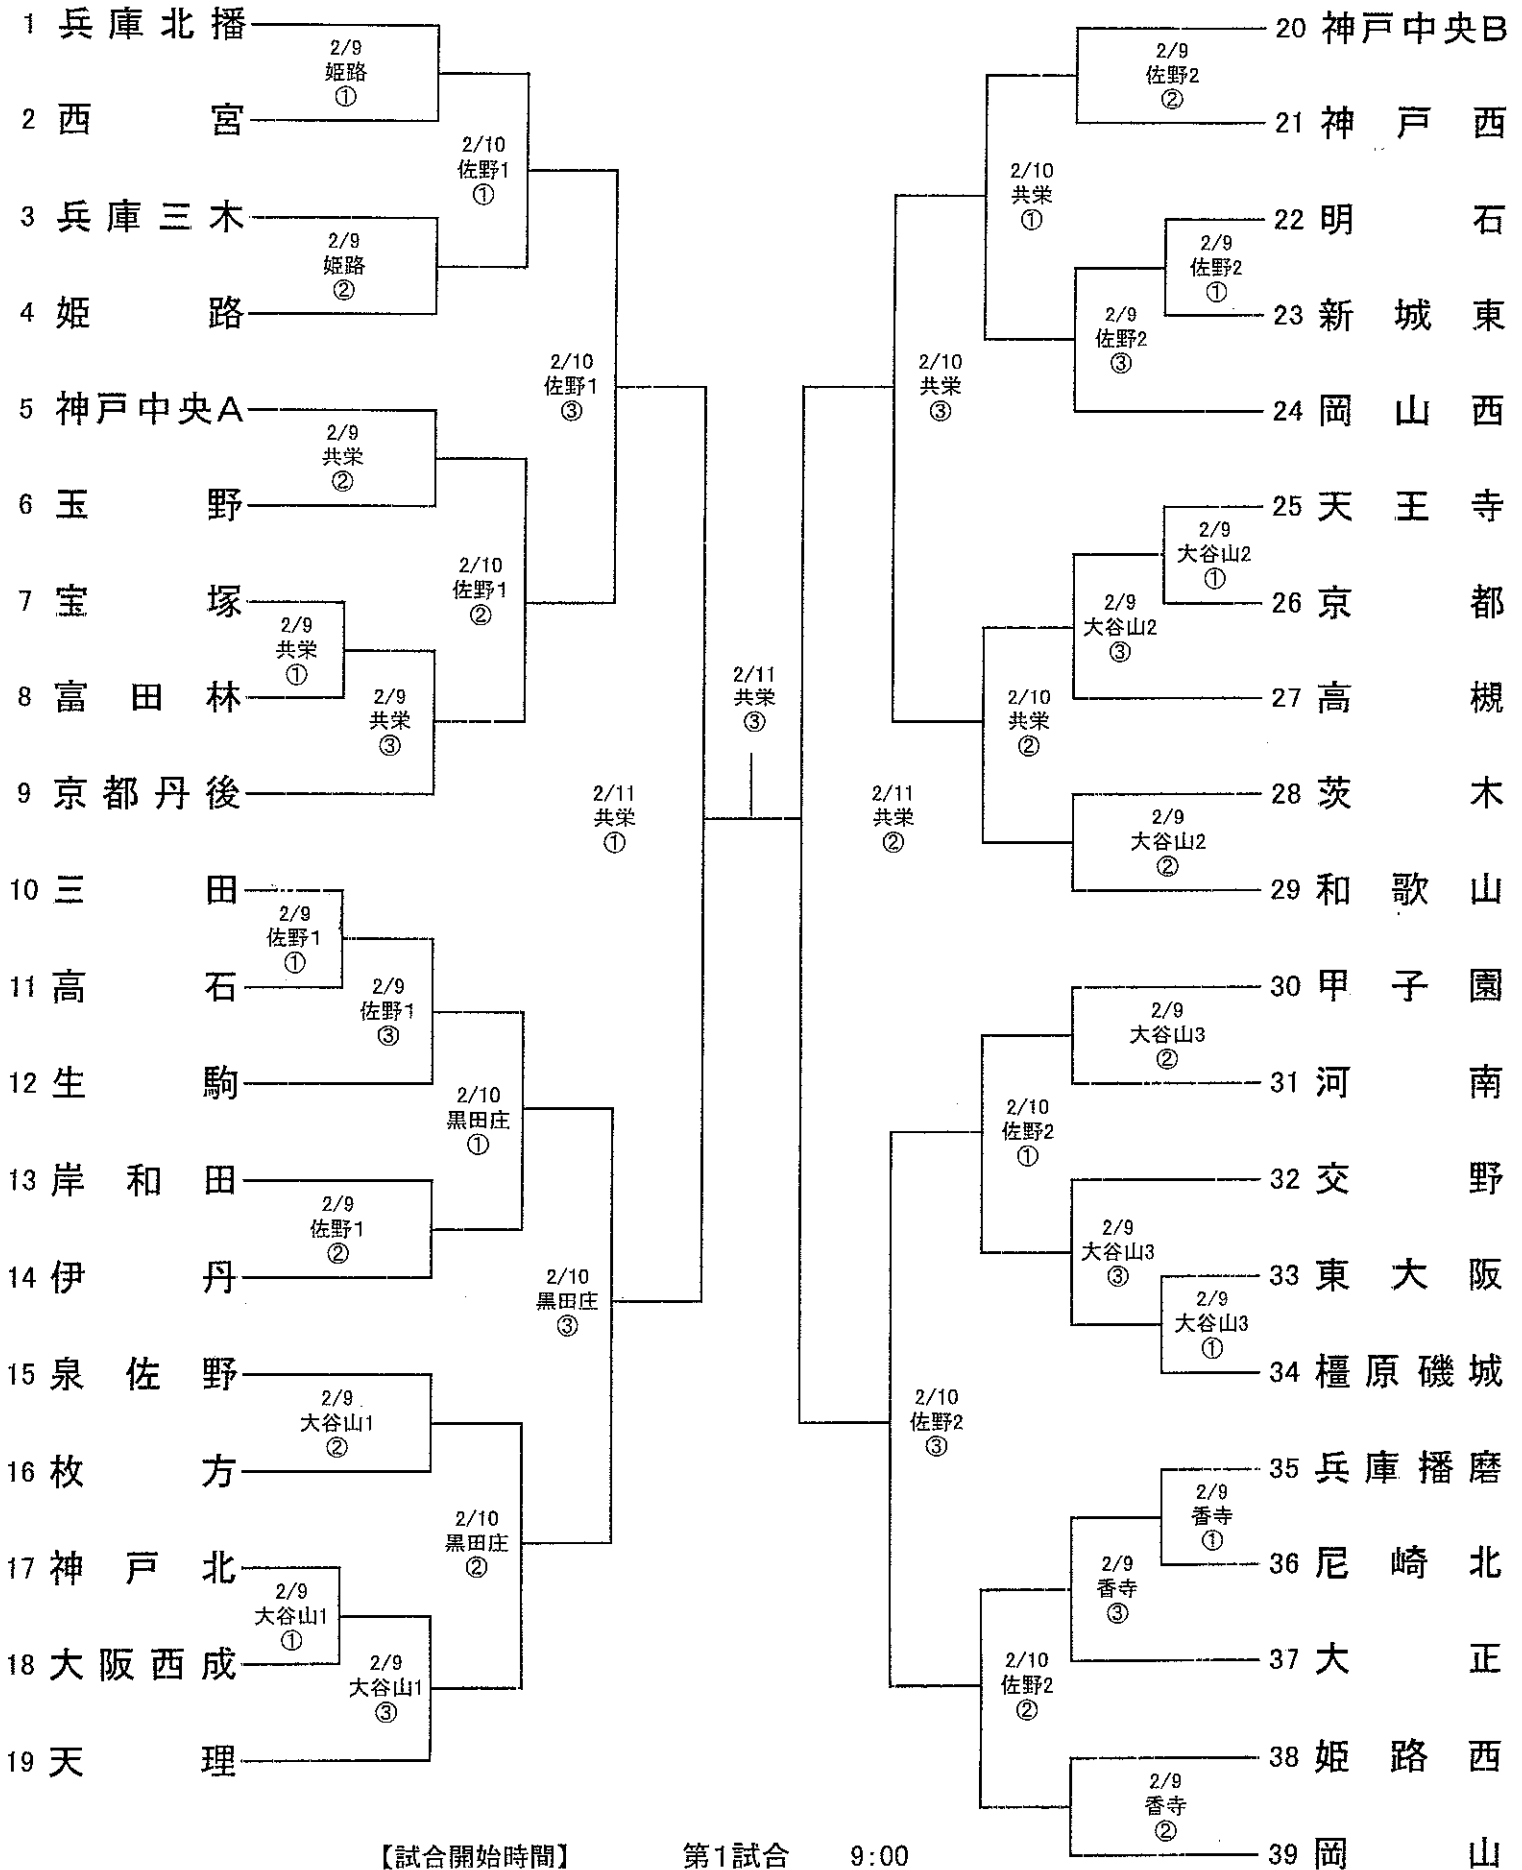 1 兵庫北播
2/9
姫路
①
2 西宮
2/10
佐野1
①
3 兵庫三木
2/9
姫路
②
4 姫路
2/10
佐野1
③
5 神戸中央A
2/9
共栄
②
6 玉野
2/10
佐野1
②
7 宝塚
2/9
共栄
①
8 富田林
2/9
共栄
③
9 京都丹後
2/11
共栄
①
10 三田
2/9
佐野1
①
11 高石
2/9
佐野1
③
12 生駒
2/10
黒田庄
①
13 岸和田
2/9
佐野1
②
14 伊丹
2/10
黒田庄
③
15 泉佐野
2/9
大谷山1
②
16 枚方
2/10
黒田庄
②
17 神戸北
2/9
大谷山1
①
18 大阪西成
2/9
大谷山1
③
19 天理
2/11
共栄
③
20 神戸中央B
2/9
佐野2
②
21 神戸西
2/10
共栄
①
22 明石
2/9
佐野2
①
23 新城東
2/9
佐野2
③
2/10
共栄
③
24 岡山西
25 天王寺
2/9
大谷山2
①
26 京都
2/9
大谷山2
③
27 高槻
2/10
共栄
②
28 茨木
2/9
大谷山2
②
2/11
共栄
②
29 和歌山
30 甲子園
2/9
大谷山3
②
31 河南
2/10
佐野2
①
32 交野
2/9
大谷山3
③
33 東大阪
2/9
大谷山3
①
34 橿原磯城
2/10
佐野2
③
35 兵庫播磨
2/9
香寺
①
36 尼崎北
2/9
香寺
③
37 大正
2/10
佐野2
②
38 姫路西
2/9
香寺
②
39 岡山
【試合開始時間】 第1試合 9:00